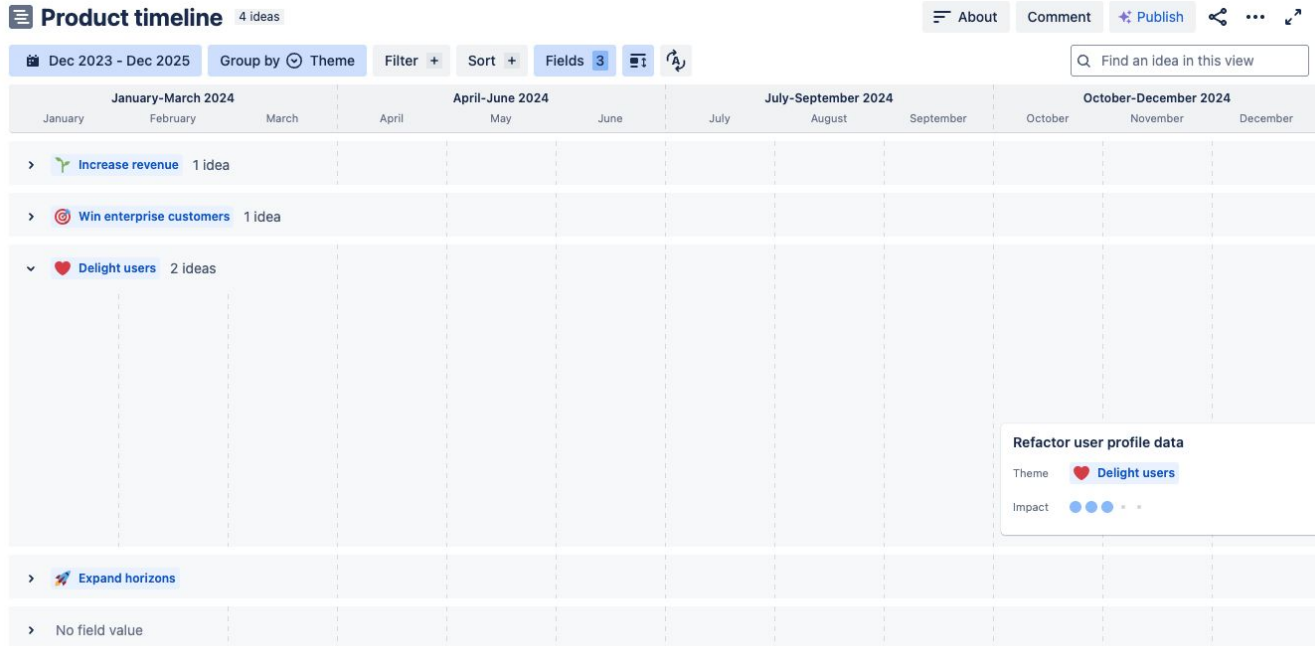 Product timeline 4 ideas About Comment Publish
Dec 2023 - Dec 2025 Group by Theme Filter + Sort + Fields 3 Find an idea in this view
January-March 2024 April-June 2024 July-September 2024 October-December 2024
January February March April May June July August September October November December
Increase revenue 1 idea
Win enterprise customers 1 idea
Delight users 2 ideas
Refactor user profile data
Theme Delight users
Impact
Expand horizons
No field value